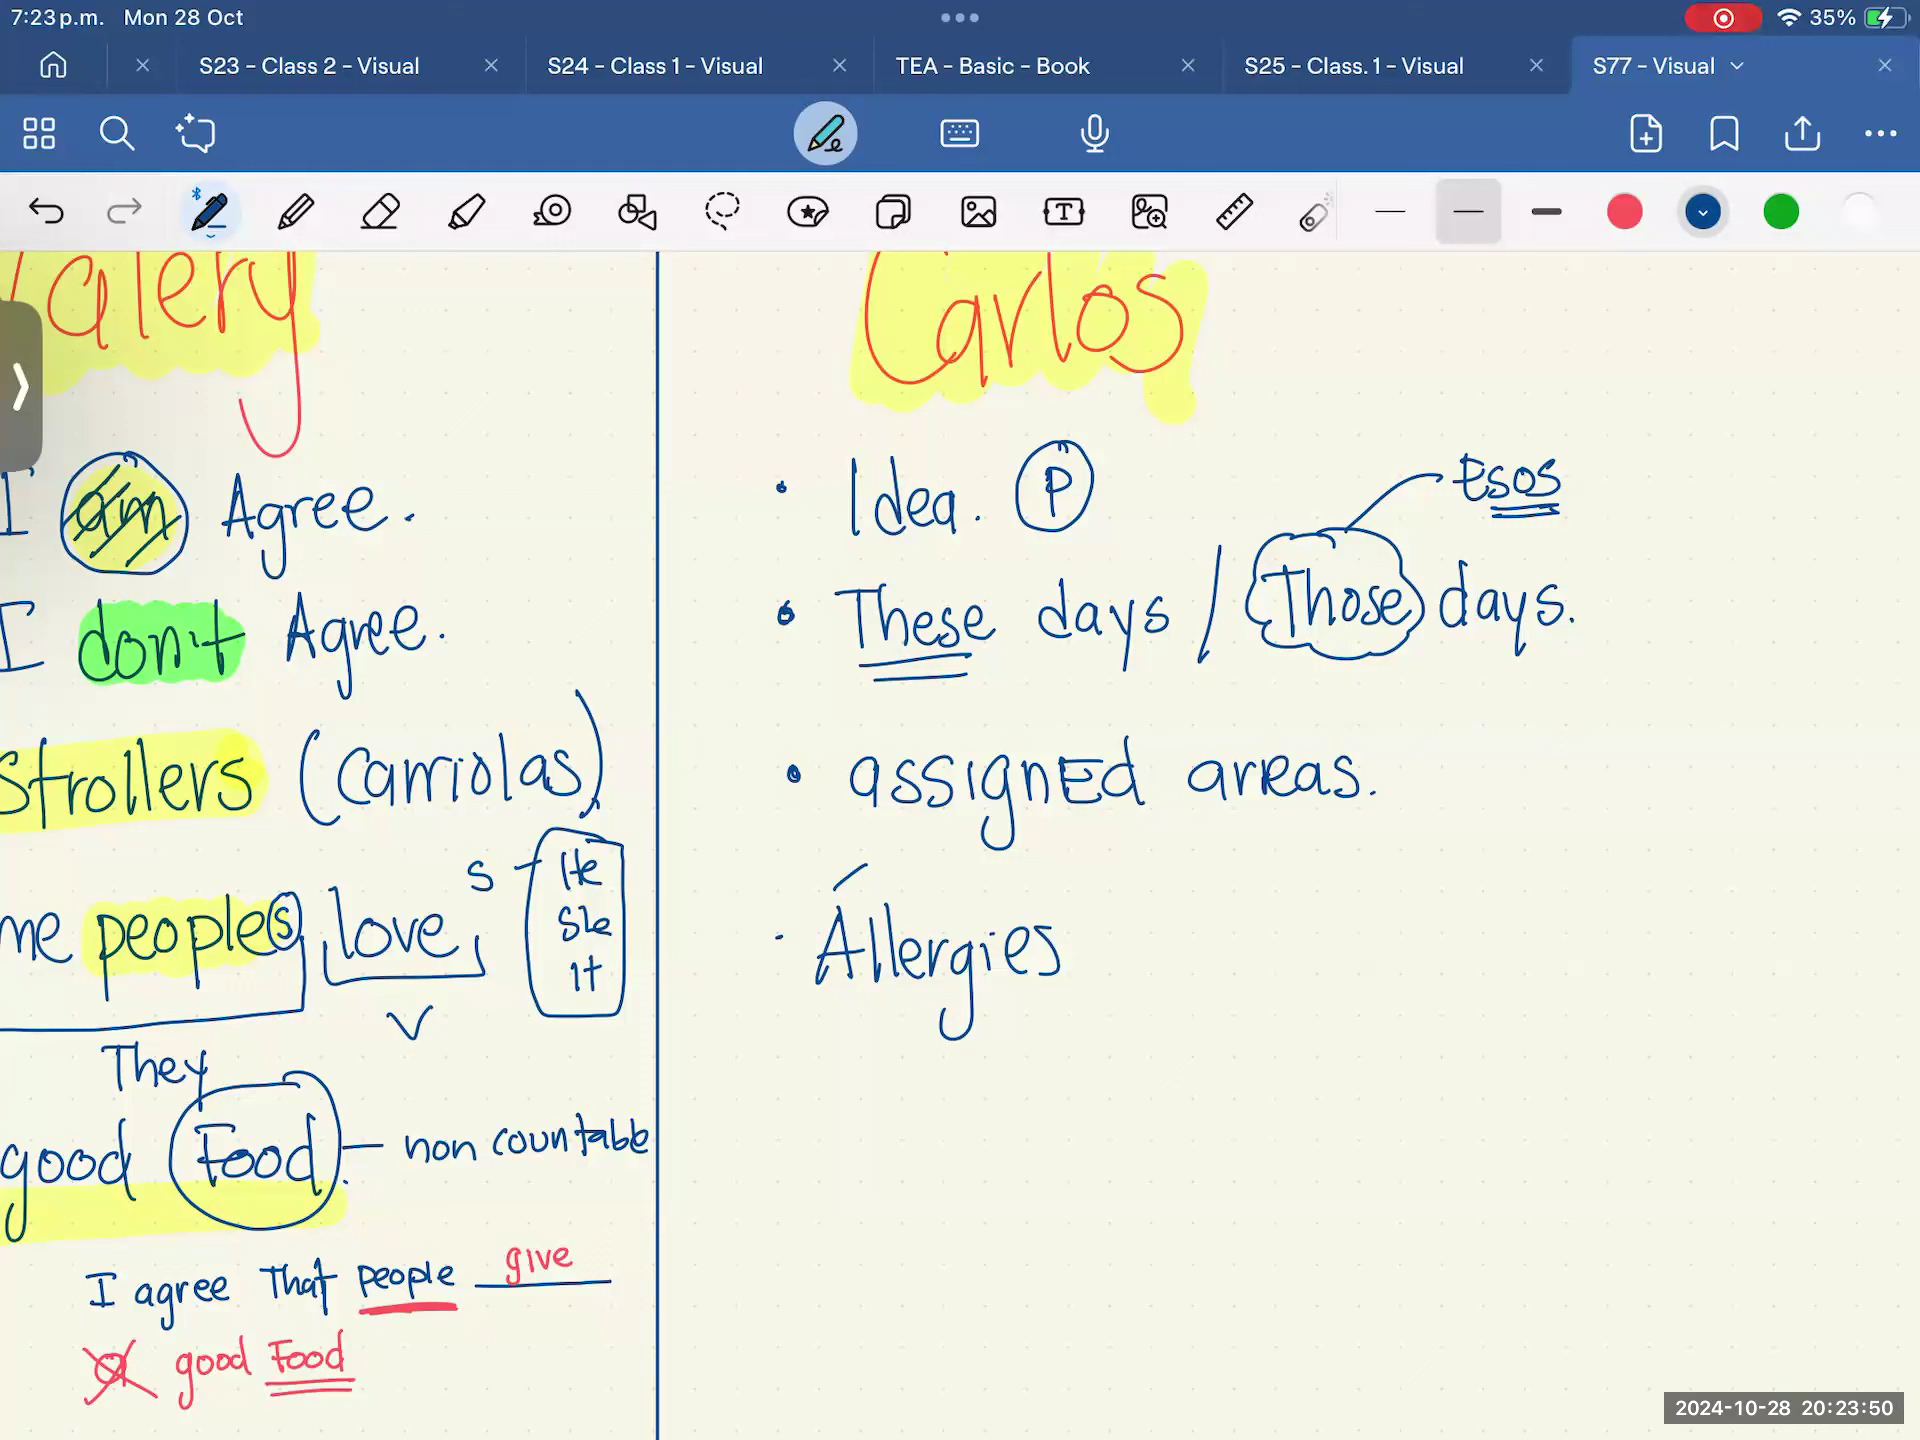 7:23 p.m. Mon 28 Oct
35%
S23 - Class 2 - Visual
S24 - Class 1 - Visual
TEA - Basic - Book
S25 - Class. 1 - Visual
S77 - Visual
alery
I am Agree.
I don't Agree.
Strollers (carriolas)
me peoples love
s
He
She
It
V
They
good Food.
non countable
I agree That people give
a good Food
Carlos
Idea. P
Esos
These days / Those days.
assignEd areas.
Allergies
2024-10-28 20:23:50